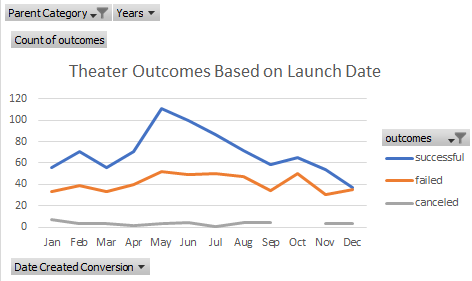 Parent Category Years
Count of outcomes
Theater Outcomes Based on Launch Date
120
100
80
60
40
20
0
Jan Feb Mar Apr May Jun Jul Aug Sep Oct Nov Dec
outcomes
successful
failed
canceled
Date Created Conversion